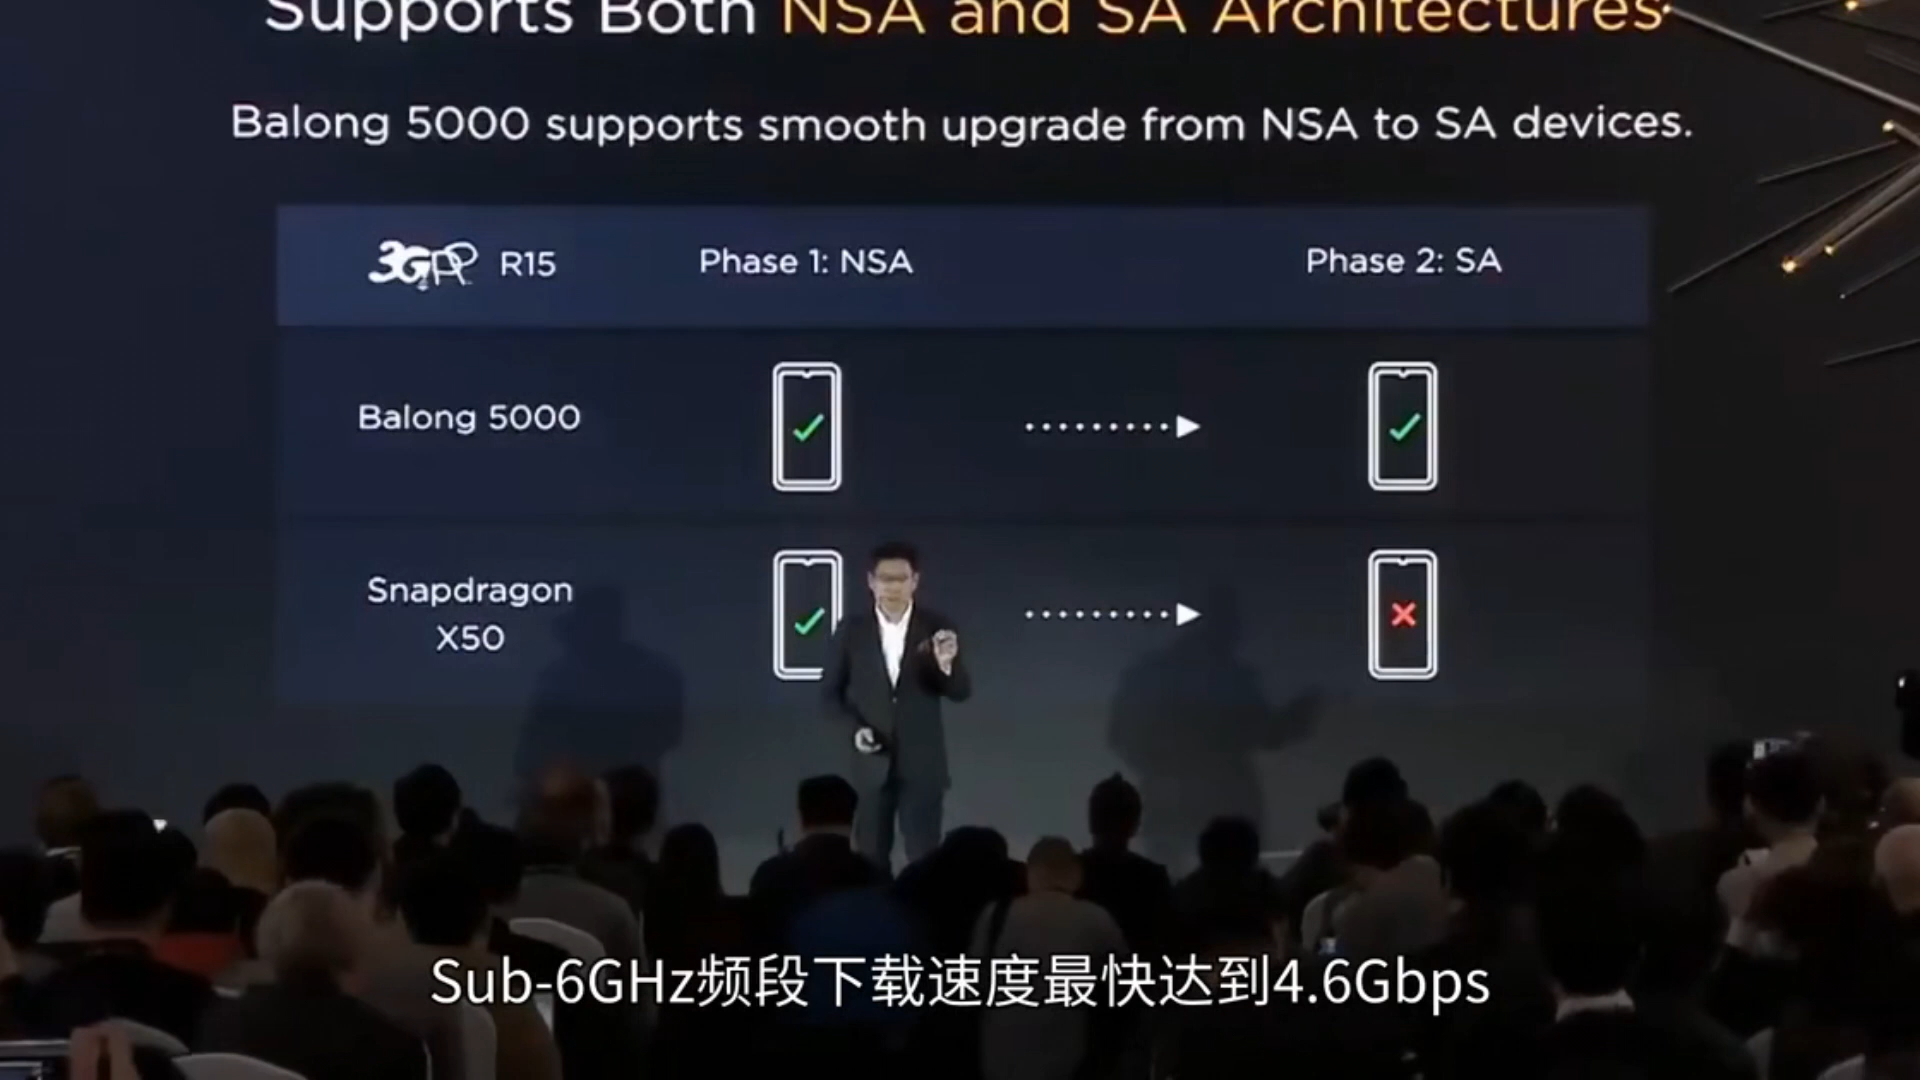 Supports Both NSA and SA Architectures
Balong 5000 supports smooth upgrade from NSA to SA devices.
3GPP R15 Phase 1: NSA Phase 2: SA
Balong 5000
Snapdragon
X50
Sub-6GHz频段下载速度最快达到4.6Gbps